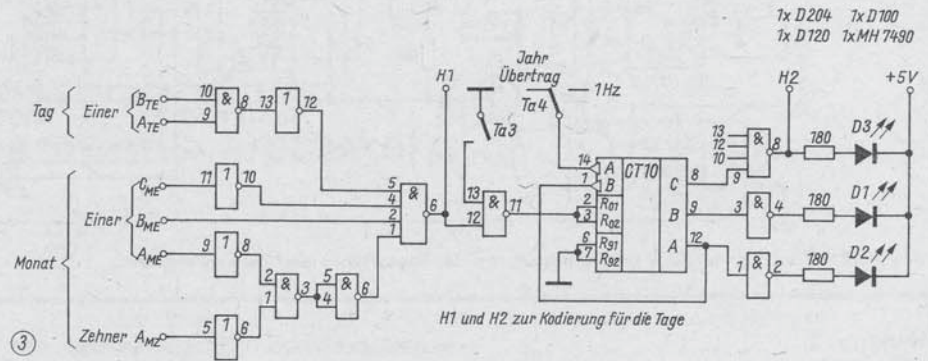 1x D204 1x D100
1x D120 1x MH 7490
Jahr
Übertrag
H1
H2
+5V
1Hz
Ta4
Ta3
Tag
Einer
B_TE
A_TE
10
9
&
8
13
1
12
Monat
Einer
C_ME
B_ME
A_ME
11
1
10
9
1
8
2
1
&
3
5
4
&
6
Zehner A_MZ
5
1
6
5
4
2
1
&
6
13
12
&
11
14
1
2
3
6
7
A
B
R01
R02
R91
R92
CT10
C
B
A
8
9
12
13
12
10
9
&
8
180
D3
3
&
4
180
D1
1
&
2
180
D2
H1 und H2 zur Kodierung für die Tage
3